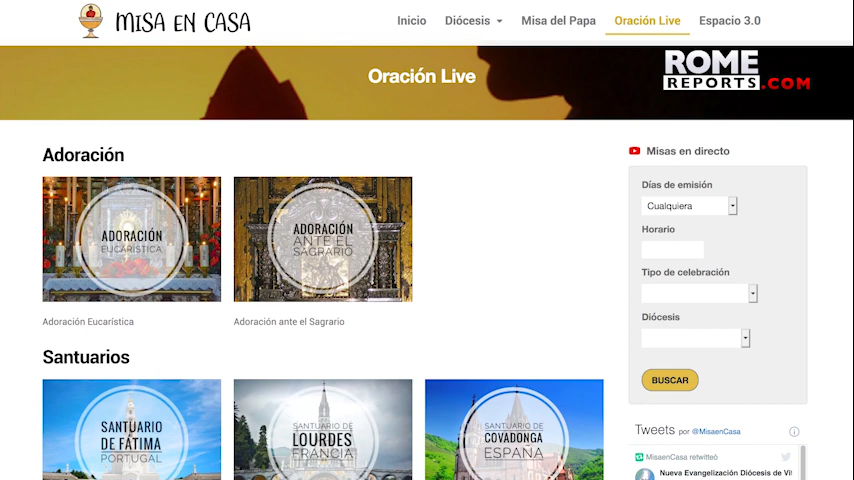 MISA EN CASA
Inicio Diócesis Misa del Papa Oración Live Espacio 3.0
ROME
REPORTS.COM
Oración Live
Adoración
ADORACIÓN
EUCARÍSTICA
ADORACIÓN
ANTE EL
SAGRARIO
Adoración Eucarística
Adoración ante el Sagrario
Santuarios
SANTUARIO
DE FÁTIMA
PORTUGAL
SANTUARIO DE
LOURDES
FRANCIA
SANTUARIO DE
COVADONGA
ESPAÑA
Misas en directo
Días de emisión
Cualquiera
Horario
Tipo de celebración
Diócesis
BUSCAR
Tweets por @MisaenCasa
MisaenCasa retwitteó
Nueva Evangelización Diócesis de